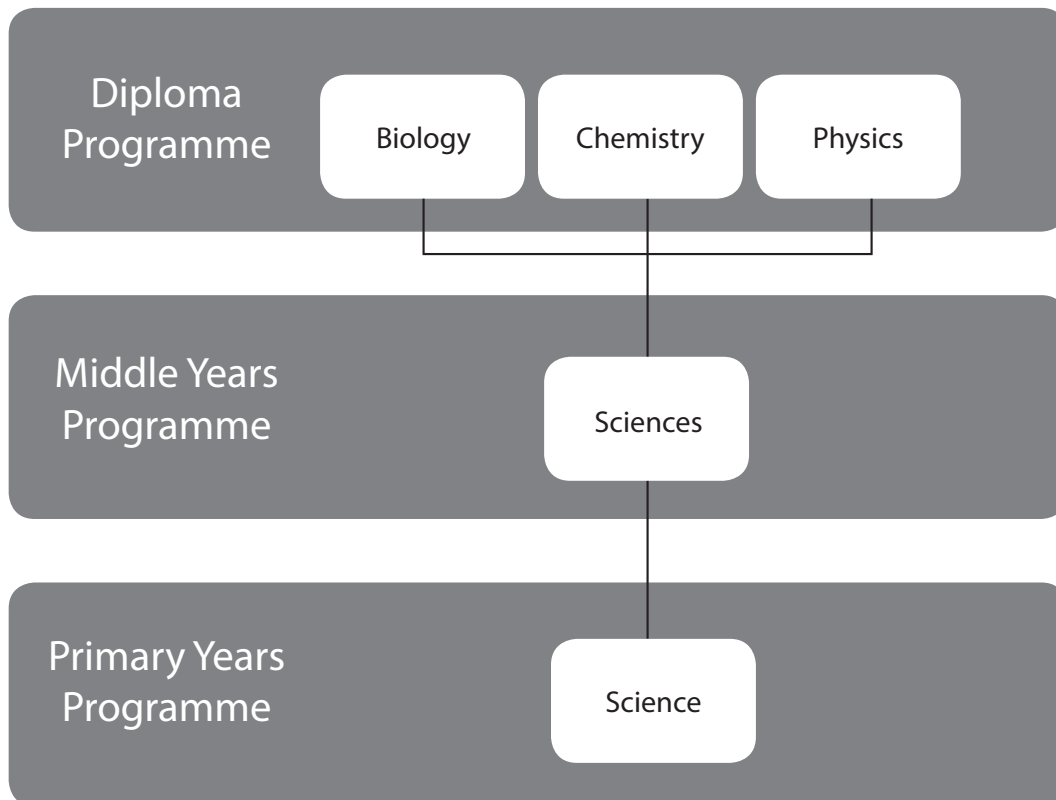 Diploma
Programme
Biology
Chemistry
Physics
Middle Years
Programme
Sciences
Primary Years
Programme
Science